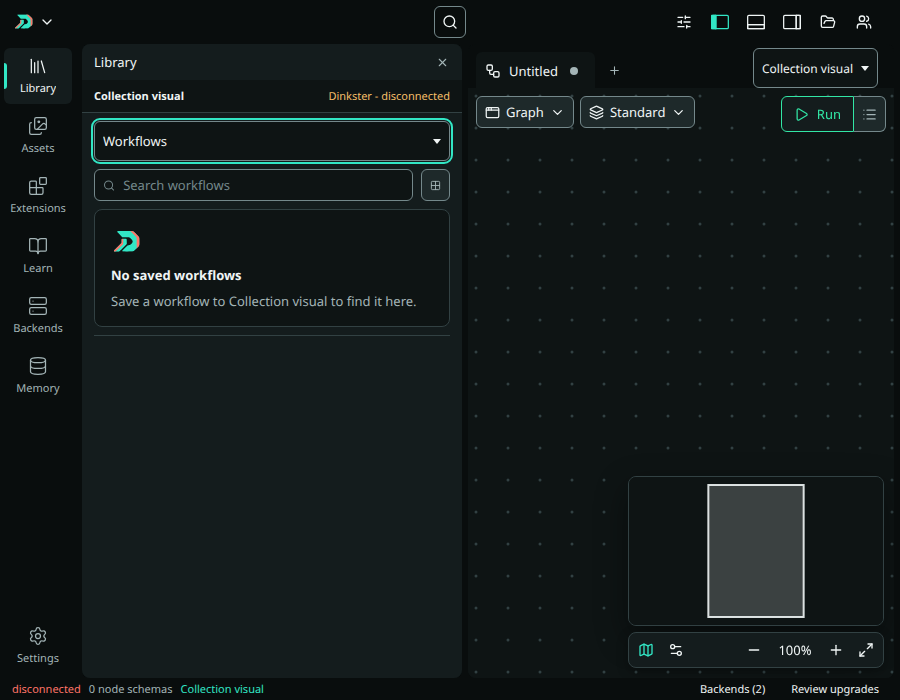 Library
Assets
Extensions
Learn
Backends
Memory
Settings
Library
Collection visual Dinkster - disconnected
Workflows
Search workflows
No saved workflows
Save a workflow to Collection visual to find it here.
Untitled
Collection visual
Graph Standard Run
100%
disconnected 0 node schemas Collection visual Backends (2) Review upgrades